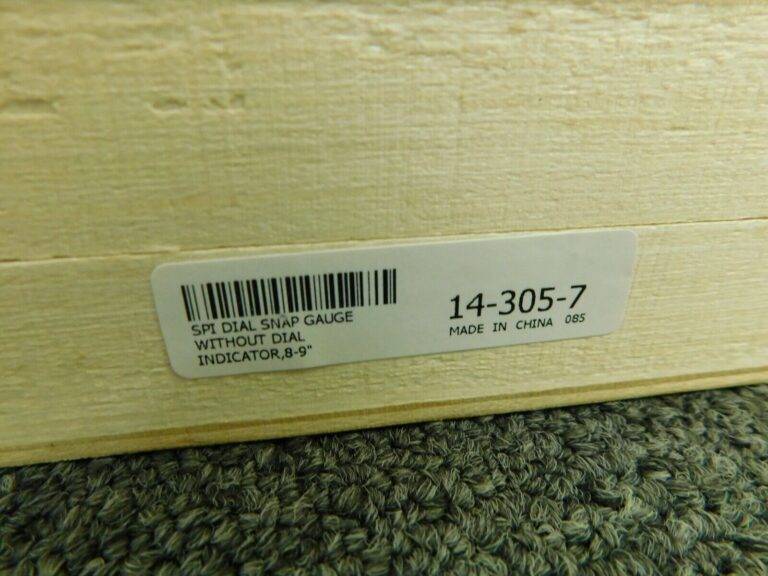 SPI DIAL SNAP GAUGE
WITHOUT DIAL
INDICATOR,8-9"
14-305-7
MADE IN CHINA 085